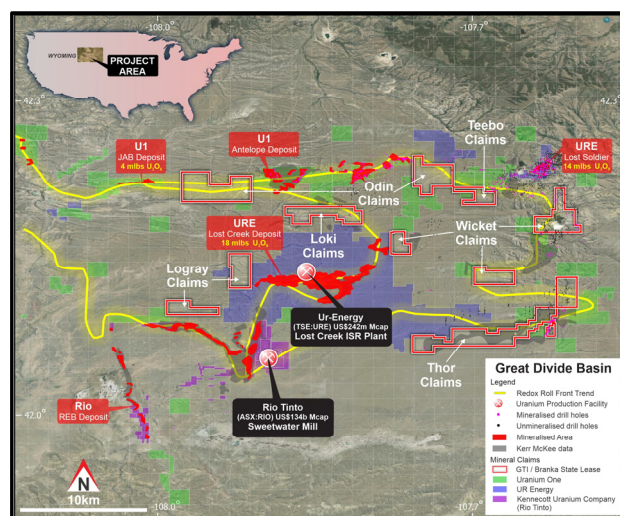 -108.0
-107.7
WYOMING
PROJECT
AREA
42.3
42.3
U1
JAB Deposit
4 mlbs U₃O₈
U1
Antelope Deposit
Teebo
Claims
URE
Lost Soldier
14 mlbs U₃O₈
Odin
Claims
URE
Lost Creek Deposit
18 mlbs U₃O₈
Loki
Claims
Wicket
Claims
Logray
Claims
Ur-Energy
(TSE:URE) US$242m Mcap
Lost Creek ISR Plant
Thor
Claims
Rio Tinto
(ASX:RIO) US$134b Mcap
Sweetwater Mill
Rio
REB Deposit
42.0
N
10km
-108.0
-107.7
Great Divide Basin
Legend
Redox Roll Front Trend
Uranium Production Facility
Mineralised drill holes
Unmineralised drill holes
Mineralised Area
Kerr McKee data
Mineral Claims
GTI / Branka State Lease
Uranium One
UR Energy
Kennecott Uranium Company
(Rio Tinto)